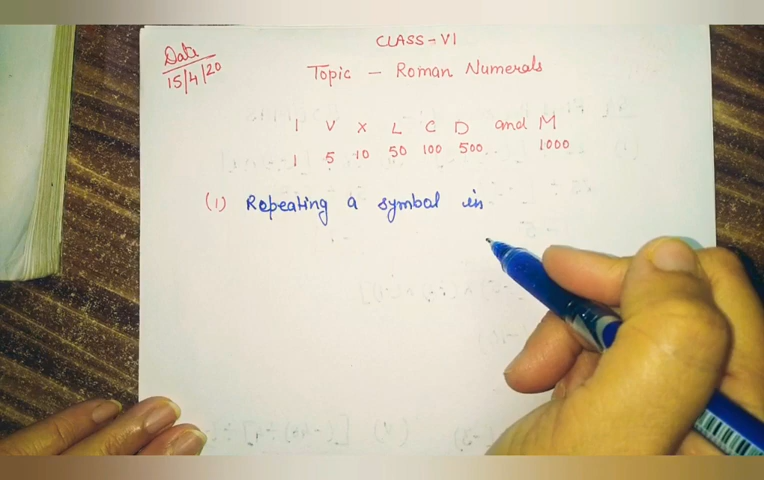 CLASS - VI
Date
15/4/20
Topic - Roman Numerals
I V X L C D and M
1 5 10 50 100 500 1000
(1) Repeating a symbol in